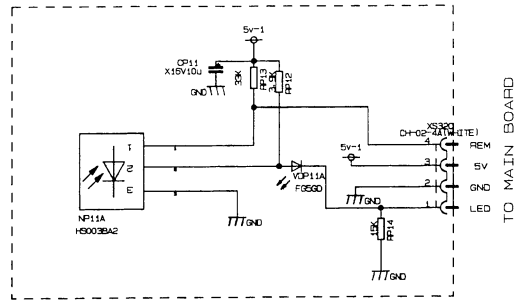 5v-1
CP11
X16V10u
GND
33K
RP13
3.9K
RP12
XS320
CH-02-4A(WHITE)
4 REM
5v-1
3 5V
2 GND
1 LED
TO MAIN BOARD
1
2
3
NP11A
HS0038A2
VDP11A
FG5GD
GND
GND
15K
RP14
GND